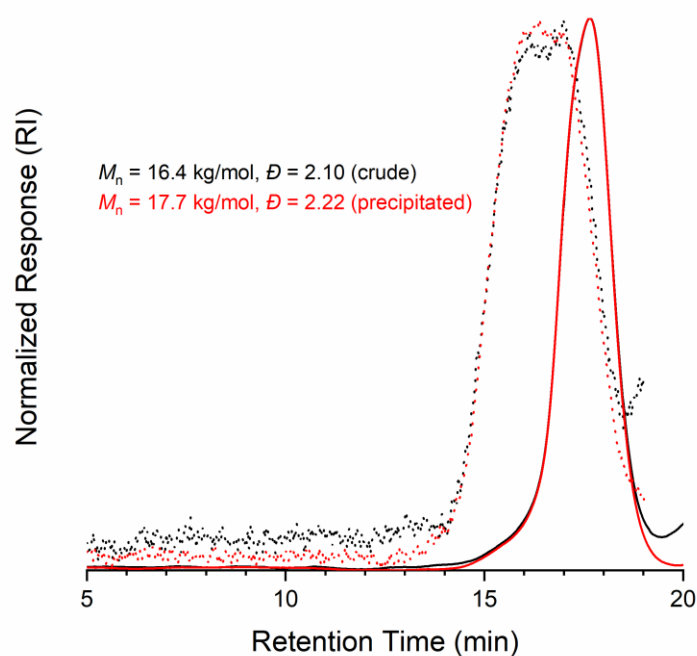 Normalized Response (RI)
Mn = 16.4 kg/mol, Đ = 2.10 (crude)
Mn = 17.7 kg/mol, Đ = 2.22 (precipitated)
5 10 15 20
Retention Time (min)